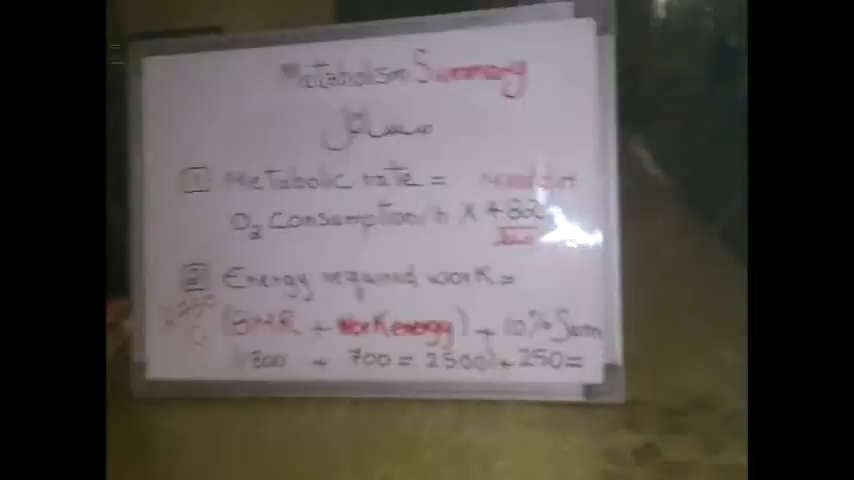 Metabolism Summary
مسائل
1 Metabolic rate =
O2 Consumption/h × 4.82
2 Energy required work =
(BMR + work energy) + 10% Sum
1800 + 700 = 2500) + 250 =